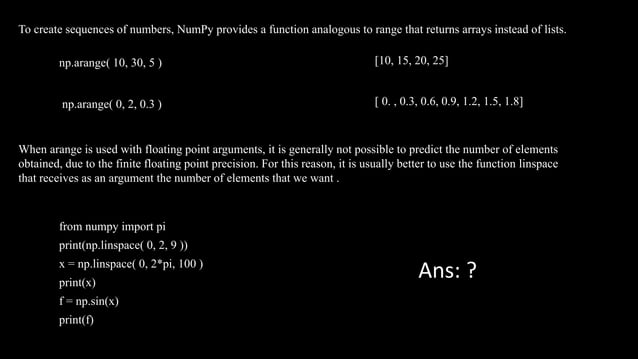 To create sequences of numbers, NumPy provides a function analogous to range that returns arrays instead of lists.
np.arange( 10, 30, 5 )
[10, 15, 20, 25]
np.arange( 0, 2, 0.3 )
[ 0. , 0.3, 0.6, 0.9, 1.2, 1.5, 1.8]
When arange is used with floating point arguments, it is generally not possible to predict the number of elements
obtained, due to the finite floating point precision. For this reason, it is usually better to use the function linspace
that receives as an argument the number of elements that we want .
from numpy import pi
print(np.linspace( 0, 2, 9 ))
x = np.linspace( 0, 2*pi, 100 )
print(x)
f = np.sin(x)
print(f)
Ans: ?